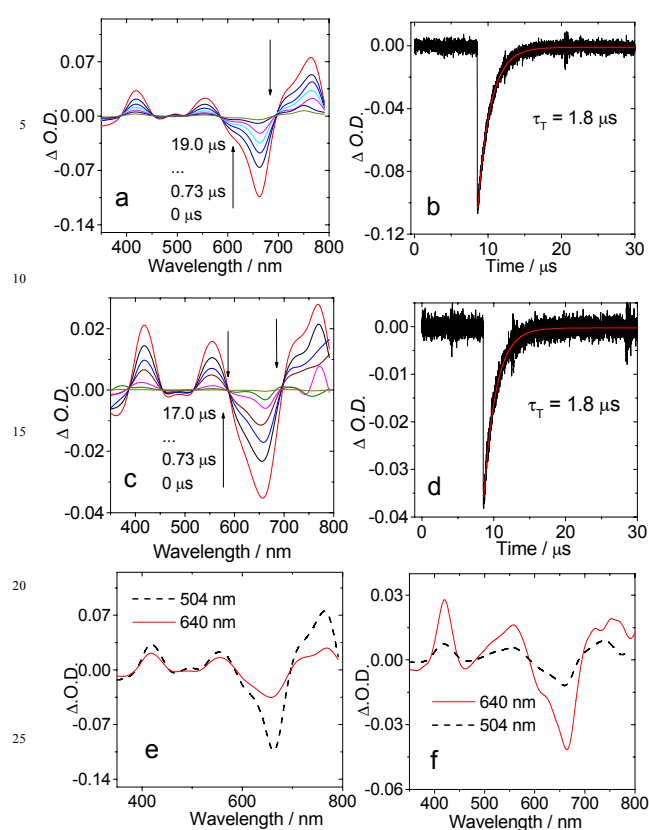 0.07
0.00
-0.07
-0.14
Δ O.D.
19.0 μs
...
0.73 μs
0 μs
a
400 500 600 700 800
Wavelength / nm
0.00
-0.04
-0.08
-0.12
Δ O.D.
τT = 1.8 μs
b
0 10 20 30
Time / μs
5
10
0.02
0.00
-0.02
-0.04
Δ O.D.
17.0 μs
...
0.73 μs
0 μs
c
400 500 600 700 800
Wavelength / nm
0.00
-0.01
-0.02
-0.03
-0.04
Δ O.D.
τT = 1.8 μs
d
0 10 20 30
Time / μs
15
20
0.07
0.00
-0.07
-0.14
Δ.O.D.
504 nm
640 nm
e
400 500 600 700 800
Wavelength / nm
0.03
0.00
-0.03
-0.06
Δ.O.D.
640 nm
504 nm
f
400 500 600 700 800
Wavelength / nm
25